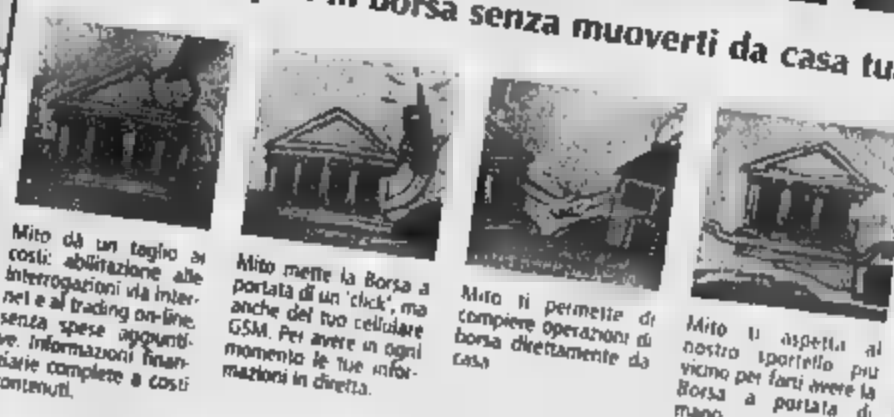 in Borsa senza muoverti da casa tu
Mito dà un taglio ai
costi: abilitazione alle
interrogazioni via Inter-
net e al trading on-line,
senza spese aggiunti-
ve. Informazioni finan-
ziarie complete a costi
contenuti.
Mito mette la Borsa a
portata di un 'click', ma
anche del tuo cellulare
GSM. Per avere in ogni
momento le tue infor-
mazioni in diretta.
Mito ti permette di
compiere operazioni di
borsa direttamente da
casa
Mito ti aspetta al
nostro sportello più
vicino per farti avere la
Borsa a portata di
mano